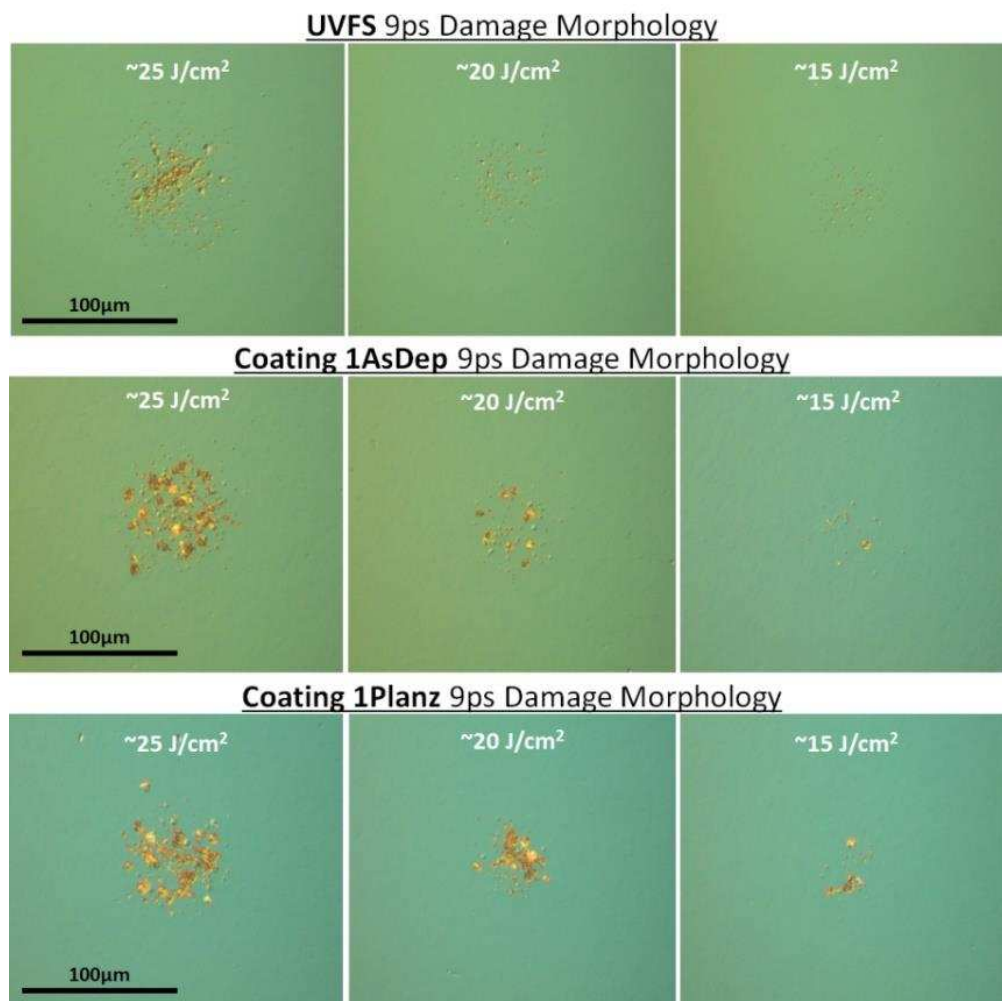 UVFS 9ps Damage Morphology
~25 J/cm²
~20 J/cm²
~15 J/cm²
100µm
Coating 1AsDep 9ps Damage Morphology
~25 J/cm²
~20 J/cm²
~15 J/cm²
100µm
Coating 1Planz 9ps Damage Morphology
~25 J/cm²
~20 J/cm²
~15 J/cm²
100µm